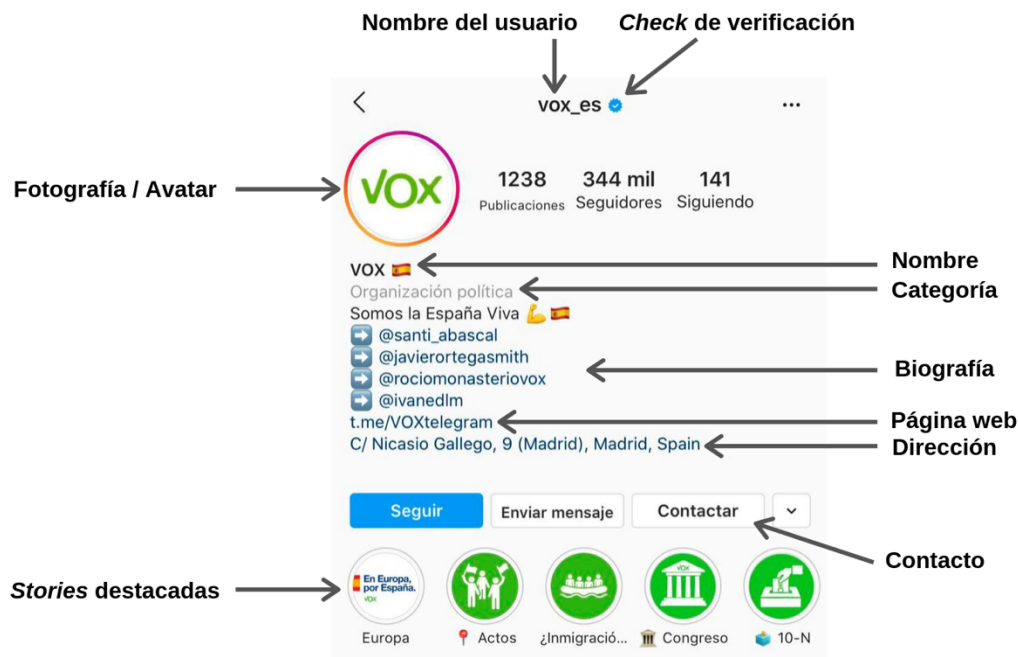 Nombre del usuario
Check de verificación
vox_es
...
Fotografía / Avatar
VOX
1238
344 mil
141
Publicaciones
Seguidores
Siguiendo
VOX 🇪🇸
Nombre
Organización política
Categoría
Somos la España Viva 💪🇪🇸
➡️ @santi_abascal
➡️ @javierortegasmith
➡️ @rociomonasteriovox
Biografía
➡️ @ivanedlm
t.me/VOXtelegram
Página web
C/ Nicasio Gallego, 9 (Madrid), Madrid, Spain
Dirección
Seguir
Enviar mensaje
Contactar
Contacto
Stories destacadas
En Europa,
por España.
VOX
VOX
Europa
📍 Actos
¿Inmigració...
🏛️ Congreso
🗳️ 10-N